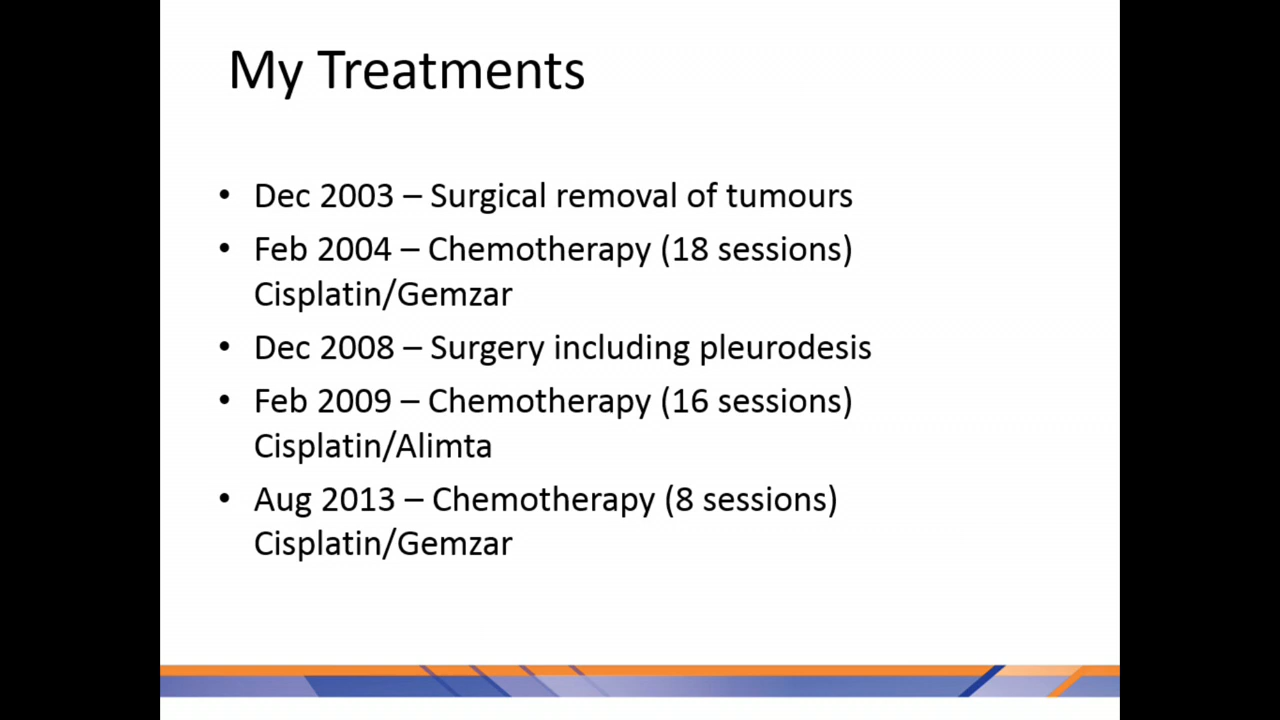 My Treatments
• Dec 2003 – Surgical removal of tumours
• Feb 2004 – Chemotherapy (18 sessions)
Cisplatin/Gemzar
• Dec 2008 – Surgery including pleurodesis
• Feb 2009 – Chemotherapy (16 sessions)
Cisplatin/Alimta
• Aug 2013 – Chemotherapy (8 sessions)
Cisplatin/Gemzar